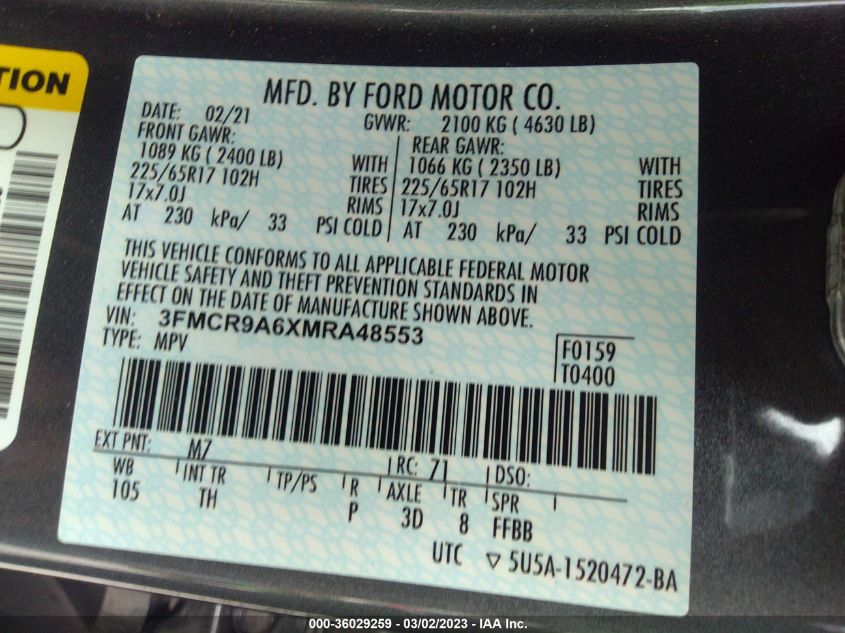 TION
MFD. BY FORD MOTOR CO.
DATE: 02/21 GVWR: 2100 KG ( 4630 LB)
FRONT GAWR: REAR GAWR:
1089 KG ( 2400 LB) WITH 1066 KG ( 2350 LB) WITH
225/65R17 102H TIRES 225/65R17 102H TIRES
17x7.0J RIMS 17x7.0J RIMS
AT 230 kPa/ 33 PSI COLD AT 230 kPa/ 33 PSI COLD
THIS VEHICLE CONFORMS TO ALL APPLICABLE FEDERAL MOTOR
VEHICLE SAFETY AND THEFT PREVENTION STANDARDS IN
EFFECT ON THE DATE OF MANUFACTURE SHOWN ABOVE.
VIN: 3FMCR9A6XMRA48553
TYPE: MPV
F0159
T0400
EXT PNT: M7 RC: 71 DSO:
WB INT TR TP/PS R AXLE TR SPR
105 TH P 3D 8 FFBB
UTC ▽ 5U5A-1520472-BA
000-36029259 - 03/02/2023 - IAA Inc.